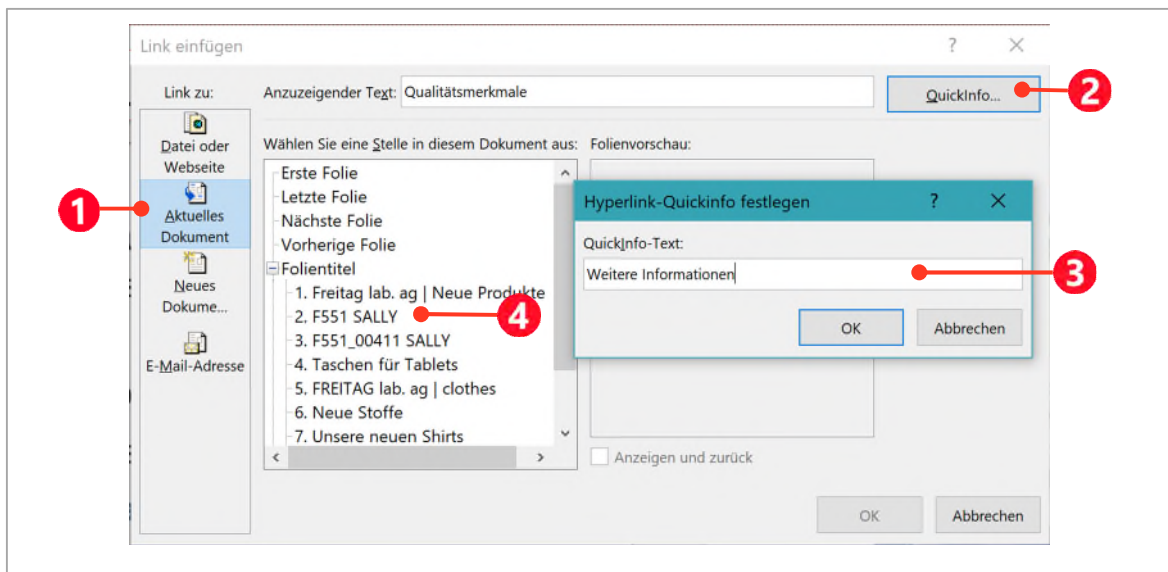 Link einfügen
?
Link zu:
Anzuzeigender Text: Qualitätsmerkmale
QuickInfo...
2
Datei oder
Webseite
1
Aktuelles
Dokument
Neues
Dokume...
E-Mail-Adresse
Wählen Sie eine Stelle in diesem Dokument aus:
Erste Folie
Letzte Folie
Nächste Folie
Vorherige Folie
Folientitel
1. Freitag lab. ag | Neue Produkte
2. F551 SALLY
4
3. F551_00411 SALLY
4. Taschen für Tablets
5. FREITAG lab. ag | clothes
6. Neue Stoffe
7. Unsere neuen Shirts
Folienvorschau:
Hyperlink-Quickinfo festlegen
?
QuickInfo-Text:
Weitere Informationen
3
OK
Abbrechen
Anzeigen und zurück
OK
Abbrechen